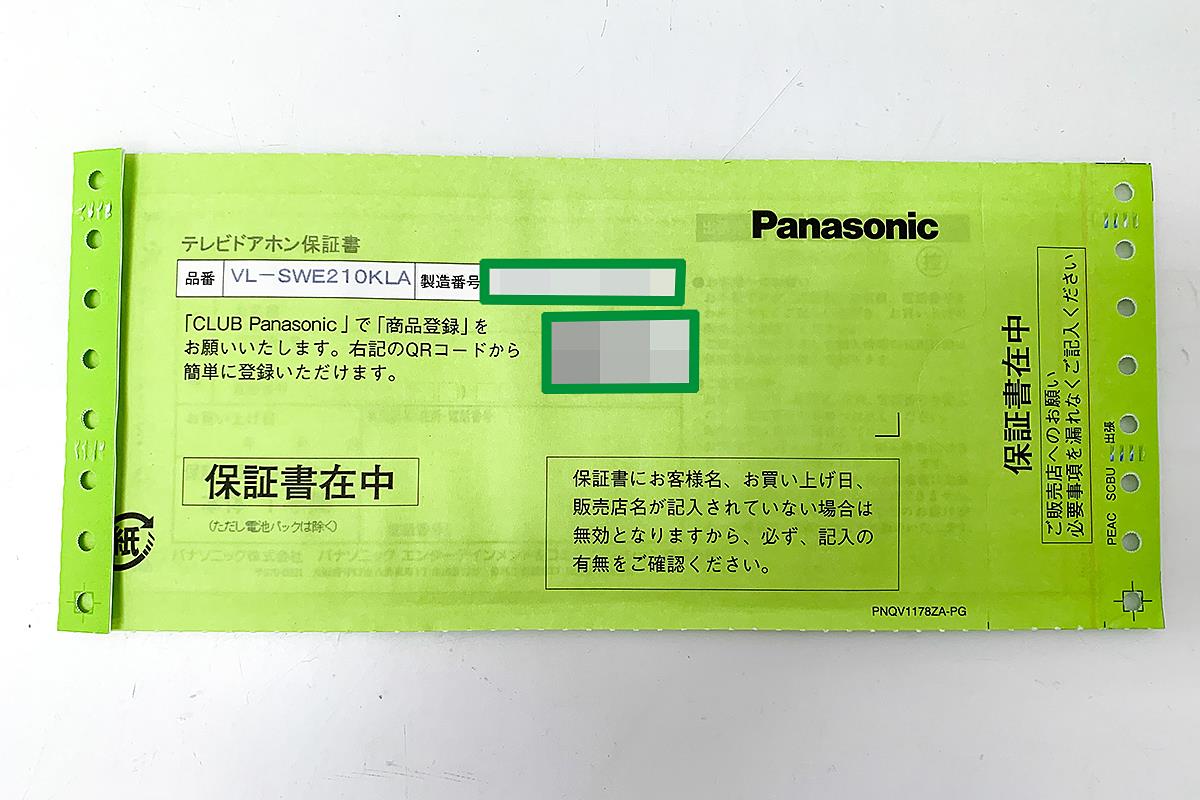 Panasonic
テレビドアホン保証書
品番 VL-SWE210KLA 製造番号
「CLUB Panasonic」で「商品登録」を
お願いいたします。右記のQRコードから
簡単に登録いただけます。
保証書在中
(ただし電池パックは除く)
保証書にお客様名、お買い上げ日、
販売店名が記入されていない場合は
無効となりますから、必ず、記入の
有無をご確認ください。
PNQV1178ZA-PG
保証書在中
ご販売店へのお願い
必要事項を漏れなくご記入ください
PEAC SCBU 出張
紙